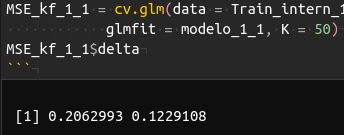 MSE_kf_1_1 = cv.glm(data = Train_intern_1
glmfit = modelo_1_1, K = 50)
MSE_kf_1_1$delta
```
[1] 0.2062993 0.1229108